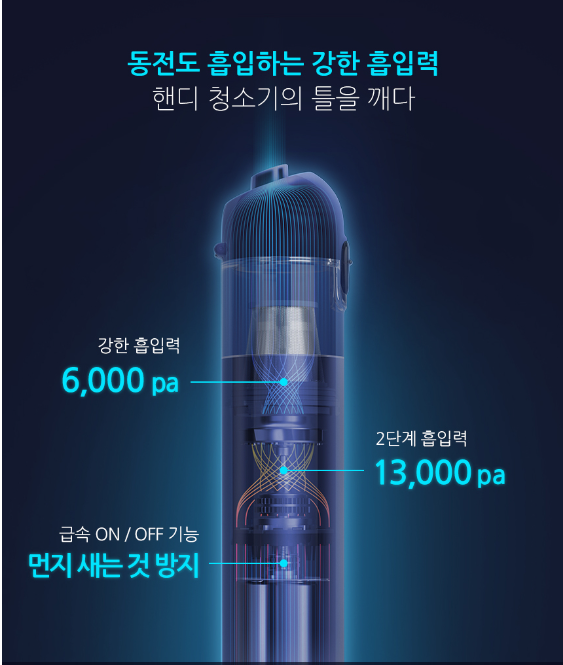 동전도 흡입하는 강한 흡입력
핸디 청소기의 틀을 깨다
강한 흡입력
6,000 pa
2단계 흡입력
13,000 pa
급속 ON / OFF 기능
먼지 새는 것 방지